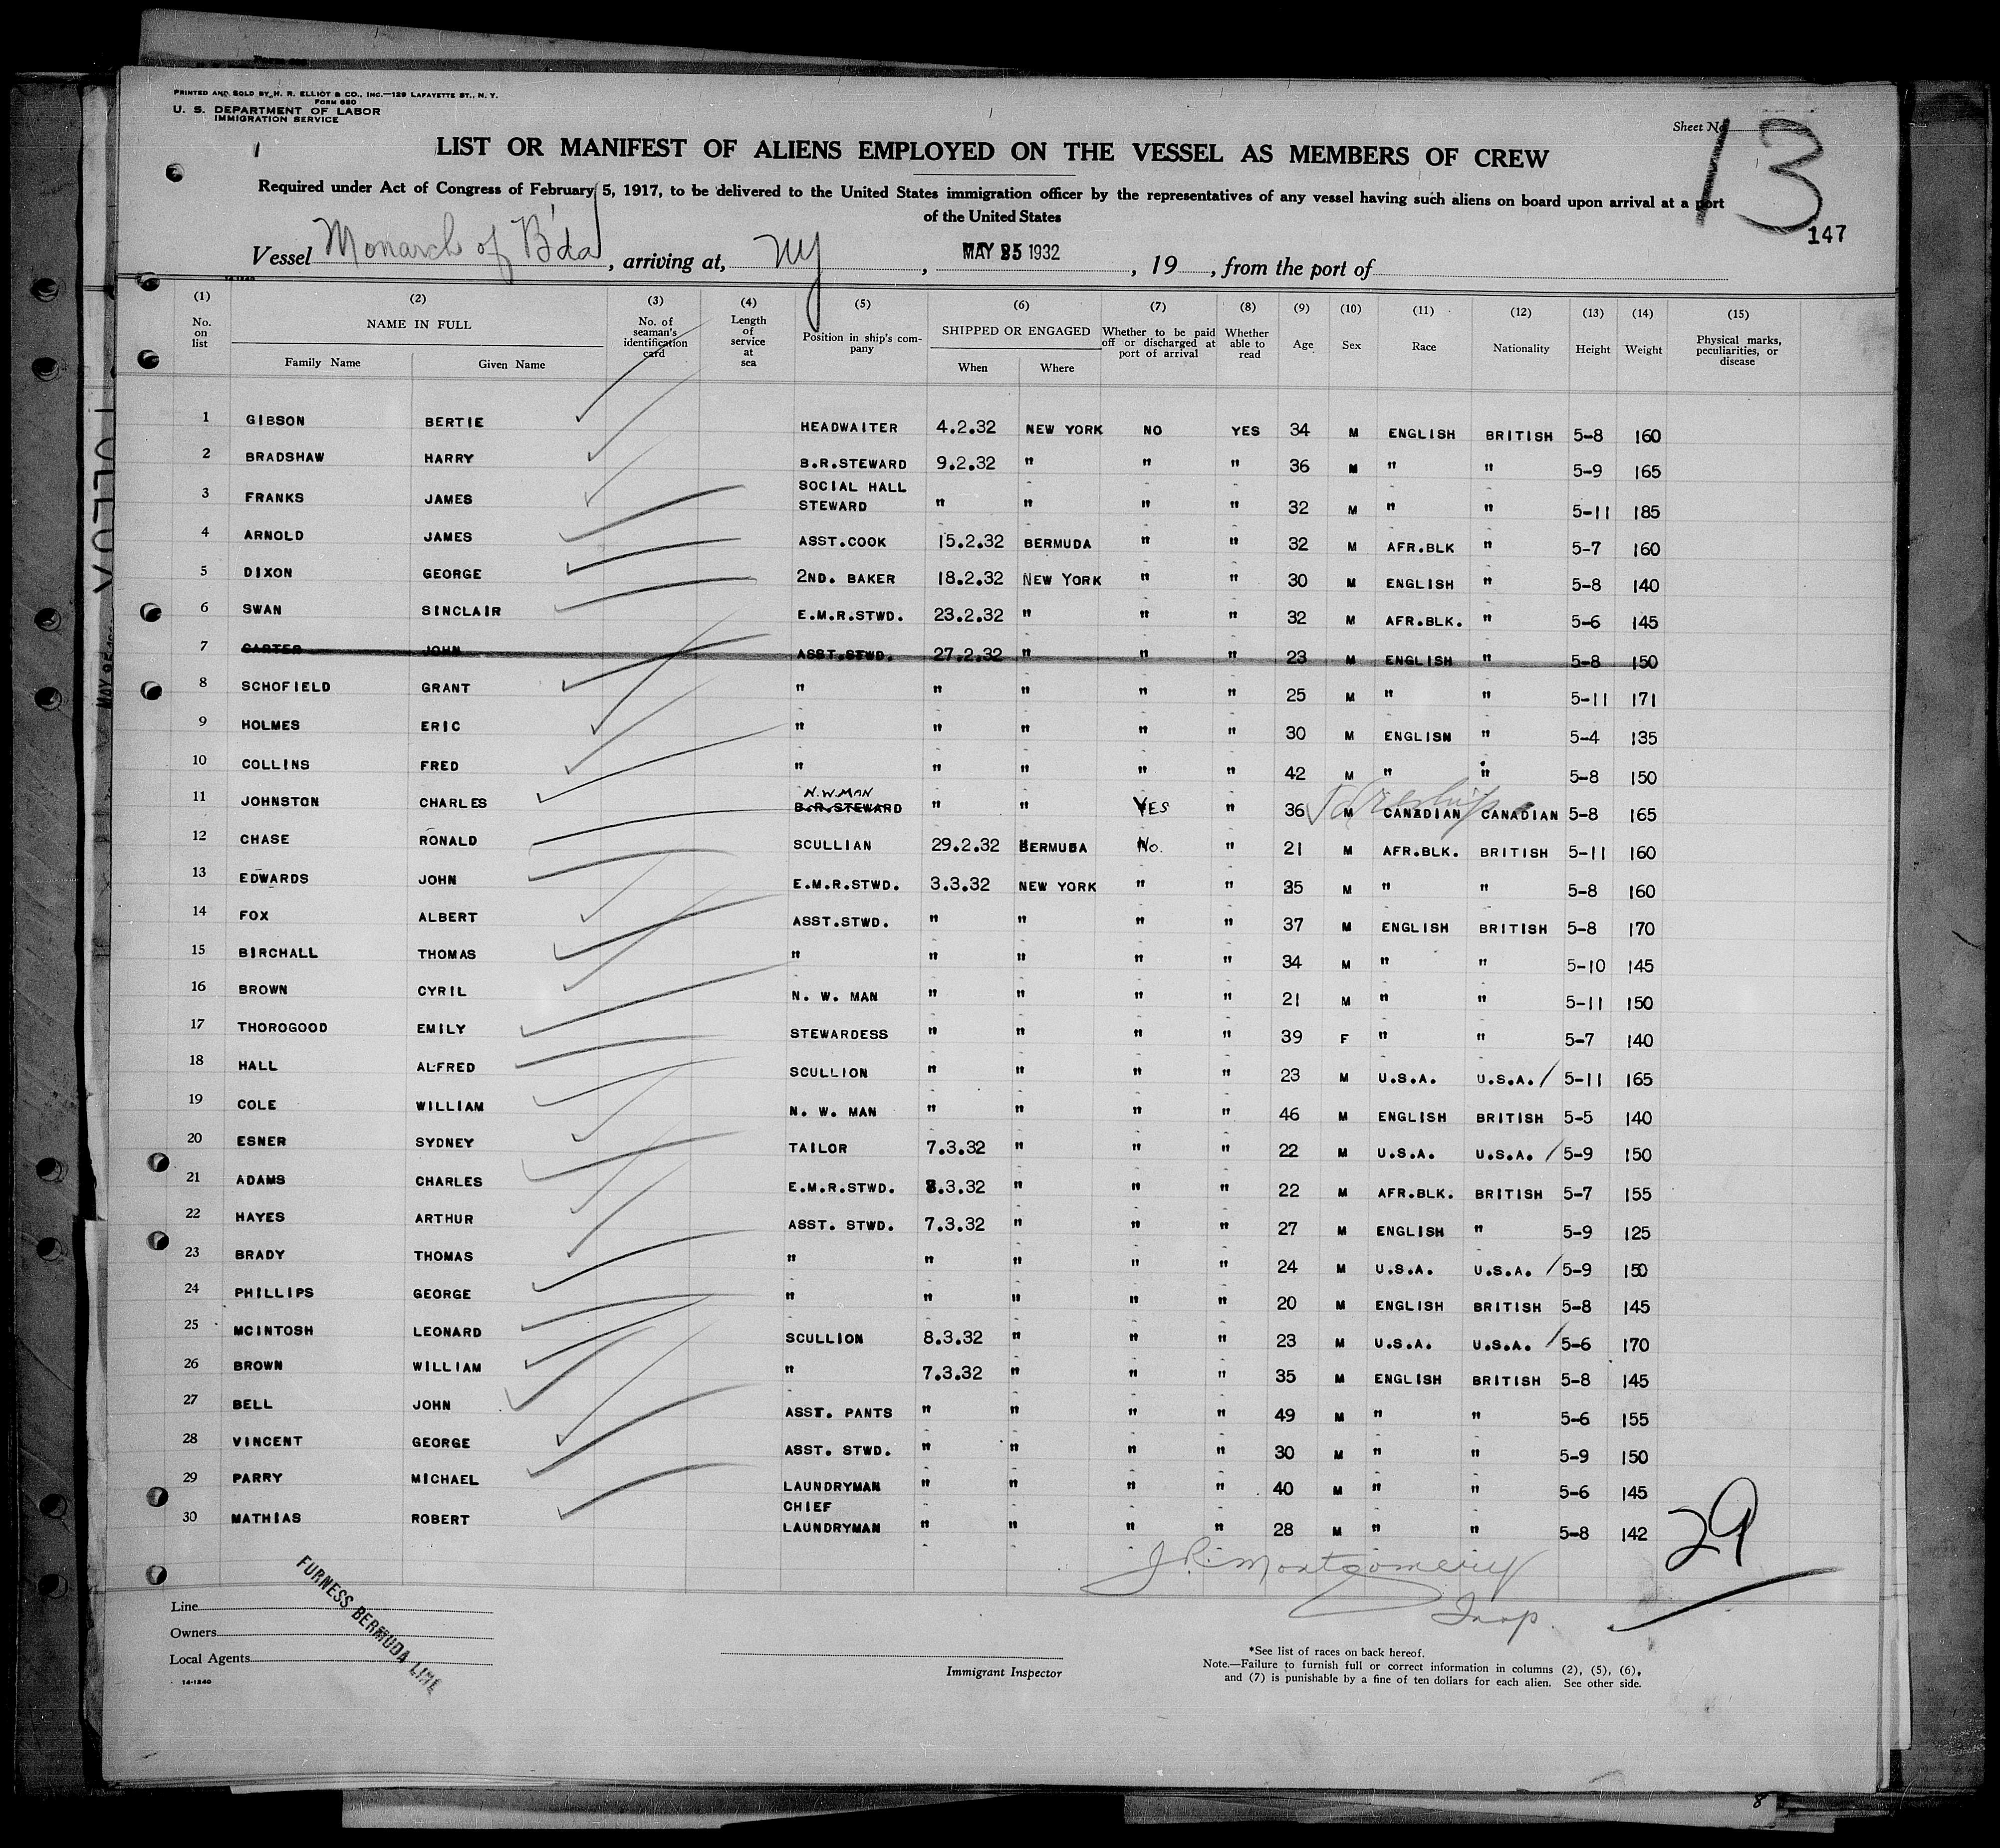 PRINTED AND SOLD BY H. R. ELLIOT & CO., INC.—129 LAFAYETTE ST., N. Y.
FORM 680
U. S. DEPARTMENT OF LABOR
IMMIGRATION SERVICE
Sheet No.
13
LIST OR MANIFEST OF ALIENS EMPLOYED ON THE VESSEL AS MEMBERS OF CREW
Required under Act of Congress of February 5, 1917, to be delivered to the United States immigration officer by the representatives of any vessel having such aliens on board upon arrival at a port
of the United States
147
Vessel Monarch of B'da, arriving at, NY, MAY 25 1932, 19 , from the port of
14-1240
(1) (2) (3) (4) (5) (6) (7) (8) (9) (10) (11) (12) (13) (14) (15)
No. on list NAME IN FULL Family Name Given Name No. of seaman's identification card Length of service at sea Position in ship's company SHIPPED OR ENGAGED When Where Whether to be paid off or discharged at port of arrival Whether able to read Age Sex Race Nationality Height Weight Physical marks, peculiarities, or disease
1 GIBSON BERTIE HEADWAITER 4.2.32 NEW YORK NO YES 34 M ENGLISH BRITISH 5-8 160
2 BRADSHAW HARRY B.R.STEWARD 9.2.32 " " " 36 M " " 5-9 165
3 FRANKS JAMES SOCIAL HALL STEWARD " " " " 32 M " " 5-11 185
4 ARNOLD JAMES ASST.COOK 15.2.32 BERMUDA " " 32 M AFR.BLK " 5-7 160
5 DIXON GEORGE 2ND. BAKER 18.2.32 NEW YORK " " 30 M ENGLISH " 5-8 140
6 SWAN SINCLAIR E.M.R.STWD. 23.2.32 " " " 32 M AFR.BLK. " 5-6 145
7 CARTER JOHN ASST.STWD. 27.2.32 " " " 23 M ENGLISH " 5-8 150
8 SCHOFIELD GRANT " " " " " 25 M " " 5-11 171
9 HOLMES ERIC " " " " " 30 M ENGLISH " 5-4 135
10 COLLINS FRED " " " " " 42 M " " 5-8 150
11 JOHNSTON CHARLES N.W.MAN B.R.STEWARD " " YES " 36 M CANADIAN CANADIAN 5-8 165
12 CHASE RONALD SCULLIAN 29.2.32 BERMUDA No. " 21 M AFR.BLK. BRITISH 5-11 160
13 EDWARDS JOHN E.M.R.STWD. 3.3.32 NEW YORK " " 35 M " " 5-8 160
14 FOX ALBERT ASST.STWD. " " " " 37 M ENGLISH BRITISH 5-8 170
15 BIRCHALL THOMAS " " " " " 34 M " " 5-10 145
16 BROWN CYRIL N. W. MAN " " " " 21 M " " 5-11 150
17 THOROGOOD EMILY STEWARDESS " " " " 39 F " " 5-7 140
18 HALL ALFRED SCULLION " " " " 23 M U.S.A. U.S.A. / 5-11 165
19 COLE WILLIAM N. W. MAN " " " " 46 M ENGLISH BRITISH 5-5 140
20 ESNER SYDNEY TAILOR 7.3.32 " " " 22 M U.S.A. U.S.A. / 5-9 150
21 ADAMS CHARLES E.M.R.STWD. 8.3.32 " " " 22 M AFR.BLK. BRITISH 5-7 155
22 HAYES ARTHUR ASST. STWD. 7.3.32 " " " 27 M ENGLISH " 5-9 125
23 BRADY THOMAS " " " " " 24 M U.S.A. U.S.A. / 5-9 150
24 PHILLIPS GEORGE " " " " " 20 M ENGLISH BRITISH 5-8 145
25 MCINTOSH LEONARD SCULLION 8.3.32 " " " 23 M U.S.A. U.S.A. / 5-6 170
26 BROWN WILLIAM " 7.3.32 " " " 35 M ENGLISH BRITISH 5-8 145
27 BELL JOHN ASST. PANTS " " " " 49 M " " 5-6 155
28 VINCENT GEORGE ASST. STWD. " " " " 30 M " " 5-9 150
29 PARRY MICHAEL LAUNDRYMAN " " " " 40 M " " 5-6 145
30 MATHIAS ROBERT CHIEF LAUNDRYMAN " " " " 28 M " " 5-8 142
29
J. R. Montgomery
Insp.
Line
Owners
Local Agents
FURNESS BERMUDA LINE
14-1240
Immigrant Inspector
*See list of races on back hereof.
Note.—Failure to furnish full or correct information in columns (2), (5), (6), and (7) is punishable by a fine of ten dollars for each alien. See other side.
8